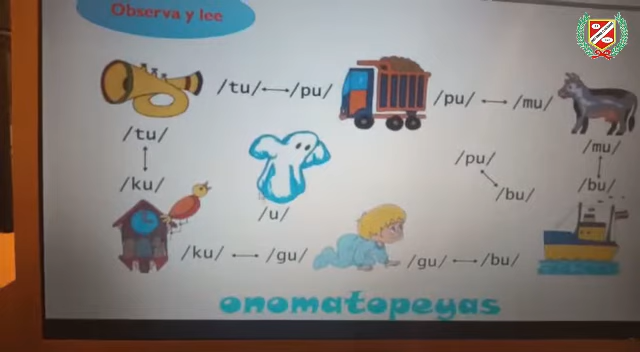 Observa y lee
/tu/ ↔ /pu/
/pu/ ↔ /mu/
/tu/
/mu/
/pu/
/ku/
/bu/
/bu/
/u/
/ku/ ↔ /gu/
/gu/ ↔ /bu/
onomatopeyas